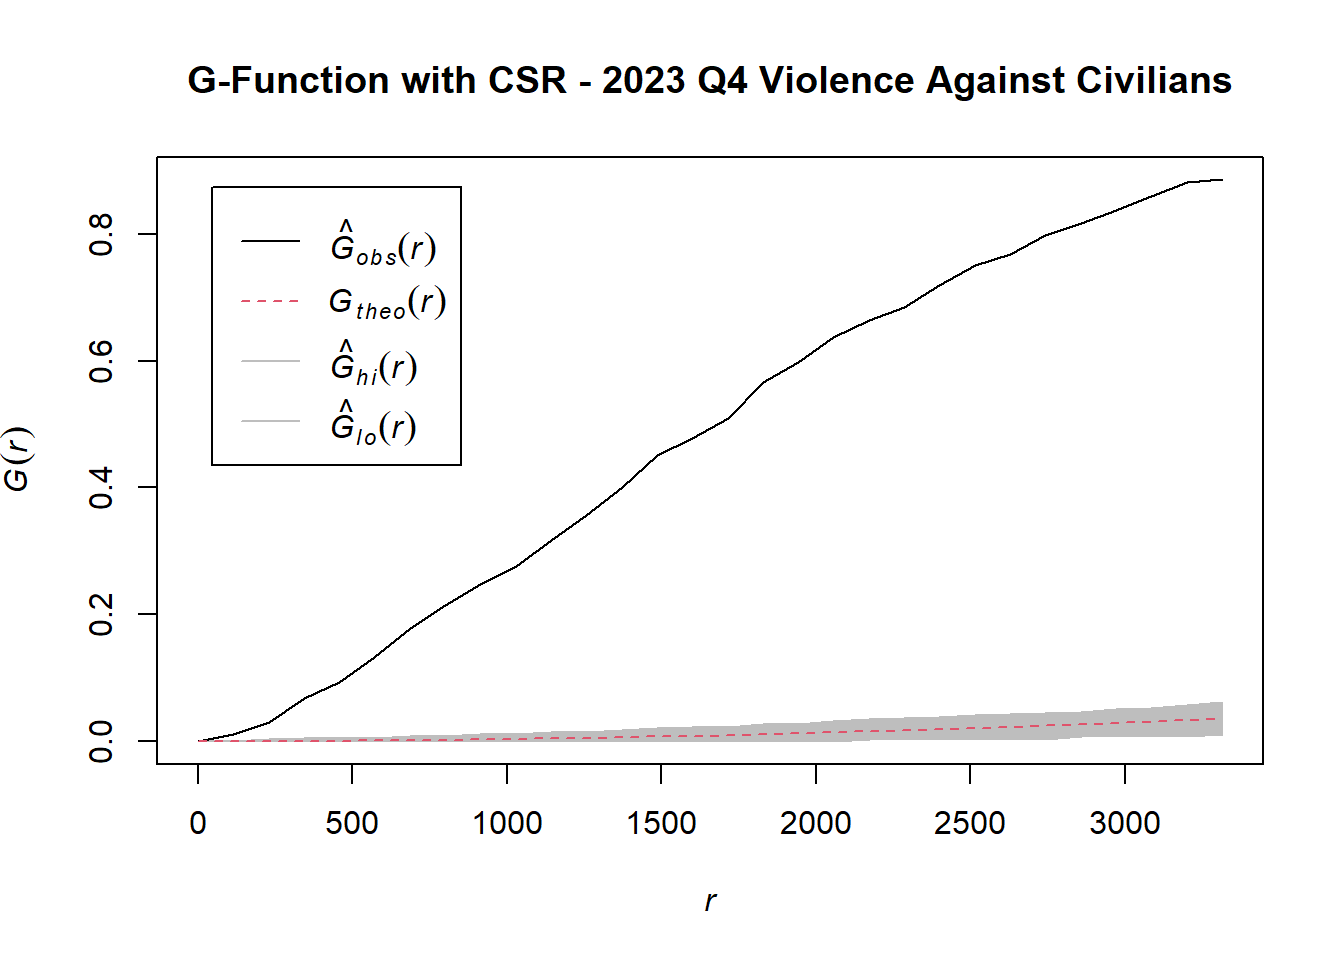 G-Function with CSR - 2023 Q4 Violence Against Civilians
Ĝobs(r)
Gtheo(r)
Ĝhi(r)
Ĝlo(r)
G(r)
0.8
0.6
0.4
0.2
0.0
0 500 1000 1500 2000 2500 3000
r